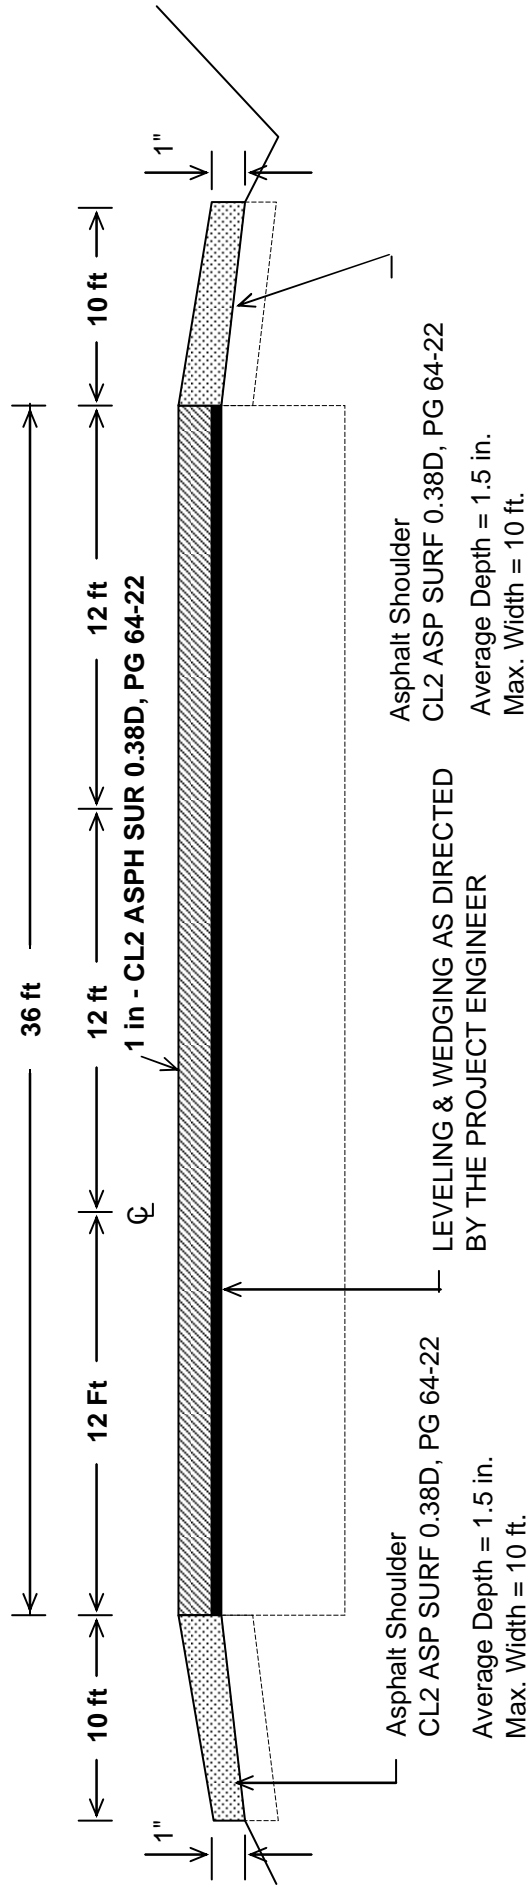 36 ft
10 ft
12 Ft
12 ft
12 ft
10 ft
1 in - CL2 ASPH SUR 0.38D, PG 64-22
1"
℄
1"
Asphalt Shoulder
CL2 ASP SURF 0.38D, PG 64-22
Average Depth = 1.5 in.
Max. Width = 10 ft.
LEVELING & WEDGING AS DIRECTED
BY THE PROJECT ENGINEER
Asphalt Shoulder
CL2 ASP SURF 0.38D, PG 64-22
Average Depth = 1.5 in.
Max. Width = 10 ft.